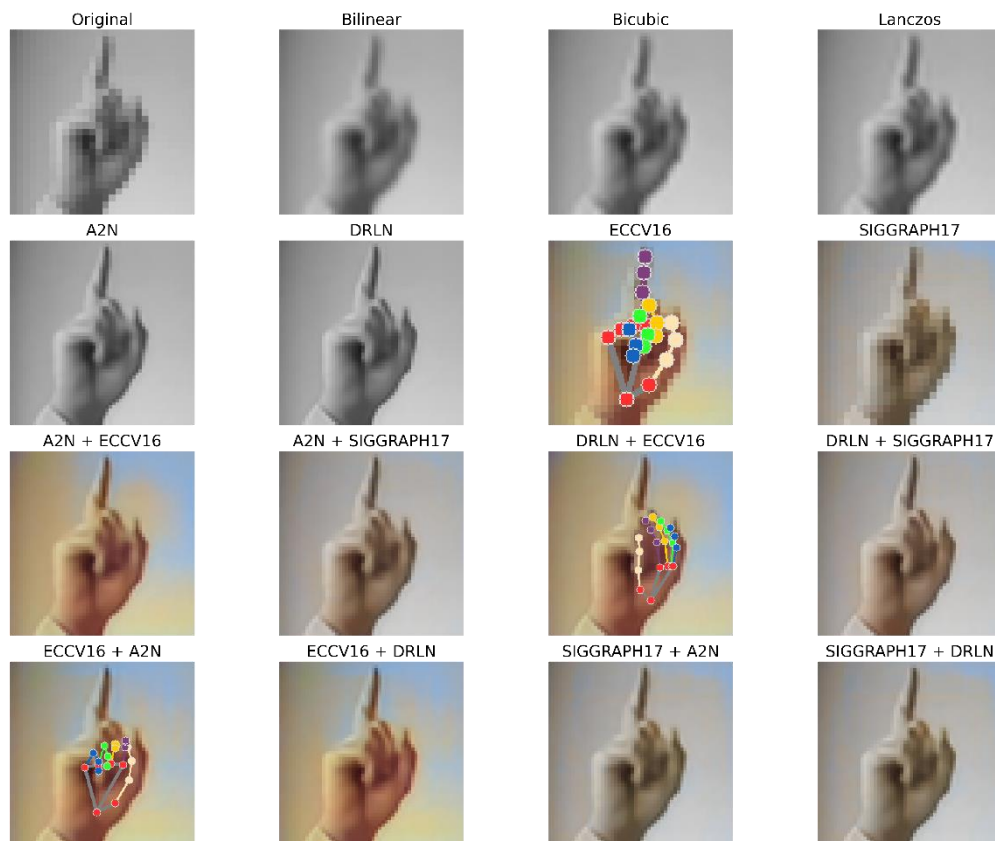 Original
Bilinear
Bicubic
Lanczos
A2N
DRLN
ECCV16
SIGGRAPH17
A2N + ECCV16
A2N + SIGGRAPH17
DRLN + ECCV16
DRLN + SIGGRAPH17
ECCV16 + A2N
ECCV16 + DRLN
SIGGRAPH17 + A2N
SIGGRAPH17 + DRLN